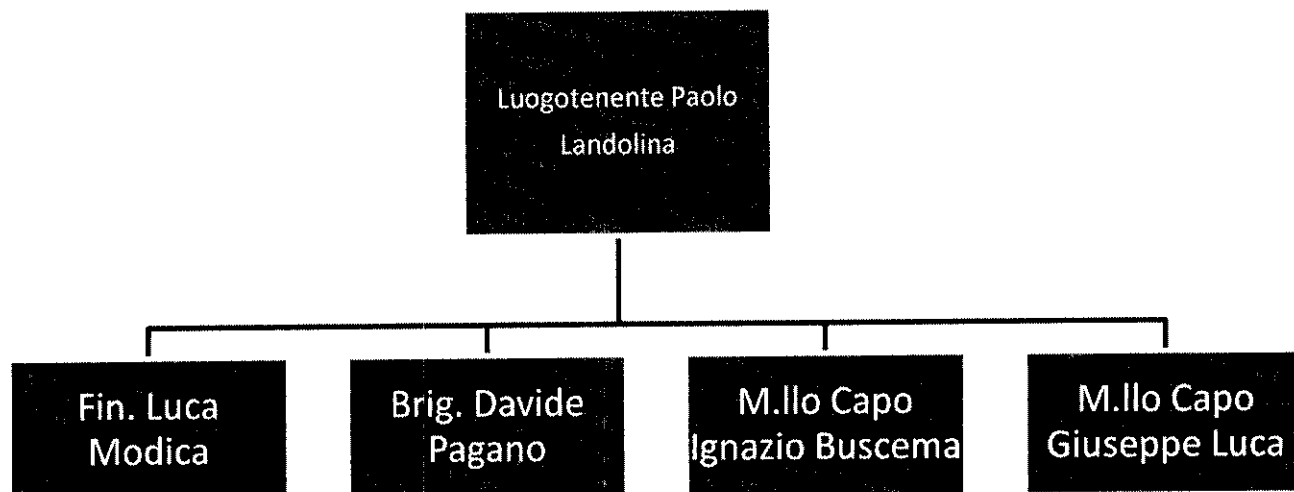 Luogotenente Paolo
Landolina
Fin. Luca
Modica
Brig. Davide
Pagano
M.llo Capo
Ignazio Buscema
M.llo Capo
Giuseppe Luca